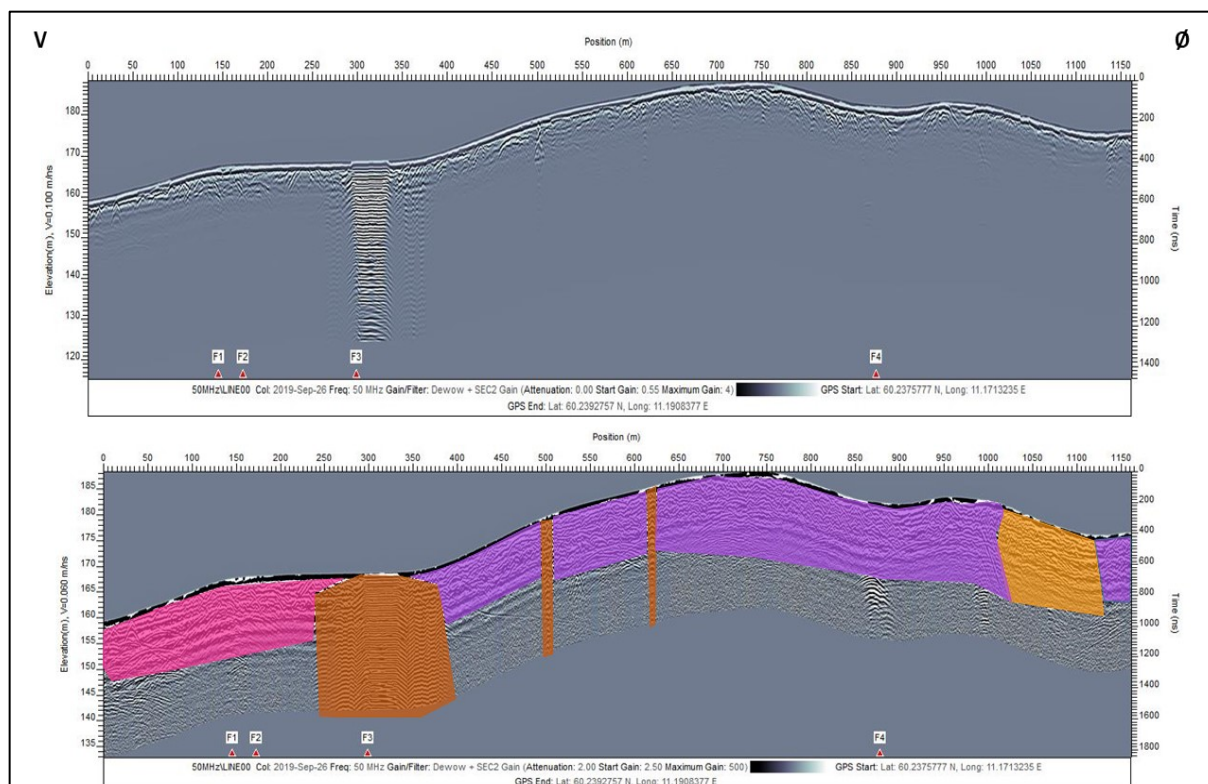 V Ø
Position (m)
0 50 100 150 200 250 300 350 400 450 500 550 600 650 700 750 800 850 900 950 1000 1050 1100 1150
Elevation(m), V=0.100 m/ns
180
170
160
150
140
130
120
0
200
400
600
800
1000
1200
1400
Time (ns)
F1 F2 F3 F4
50MHz\LINE00 Col: 2019-Sep-26 Freq: 50 MHz Gain/Filter: Dewow + SEC2 Gain (Attenuation: 0.00 Start Gain: 0.55 Maximum Gain: 4) GPS Start: Lat: 60.2375777 N, Long: 11.1713235 E
GPS End: Lat: 60.2392757 N, Long: 11.1908377 E
Position (m)
0 50 100 150 200 250 300 350 400 450 500 550 600 650 700 750 800 850 900 950 1000 1050 1100 1150
Elevation(m), V=0.060 m/ns
185
180
175
170
165
160
155
150
145
140
135
0
200
400
600
800
1000
1200
1400
1600
1800
Time (ns)
F1 F2 F3 F4
50MHz\LINE00 Col: 2019-Sep-26 Freq: 50 MHz Gain/Filter: Dewow + SEC2 Gain (Attenuation: 2.00 Start Gain: 2.50 Maximum Gain: 500) GPS Start: Lat: 60.2375777 N, Long: 11.1713235 E
GPS End: Lat: 60.2392757 N, Long: 11.1908377 E